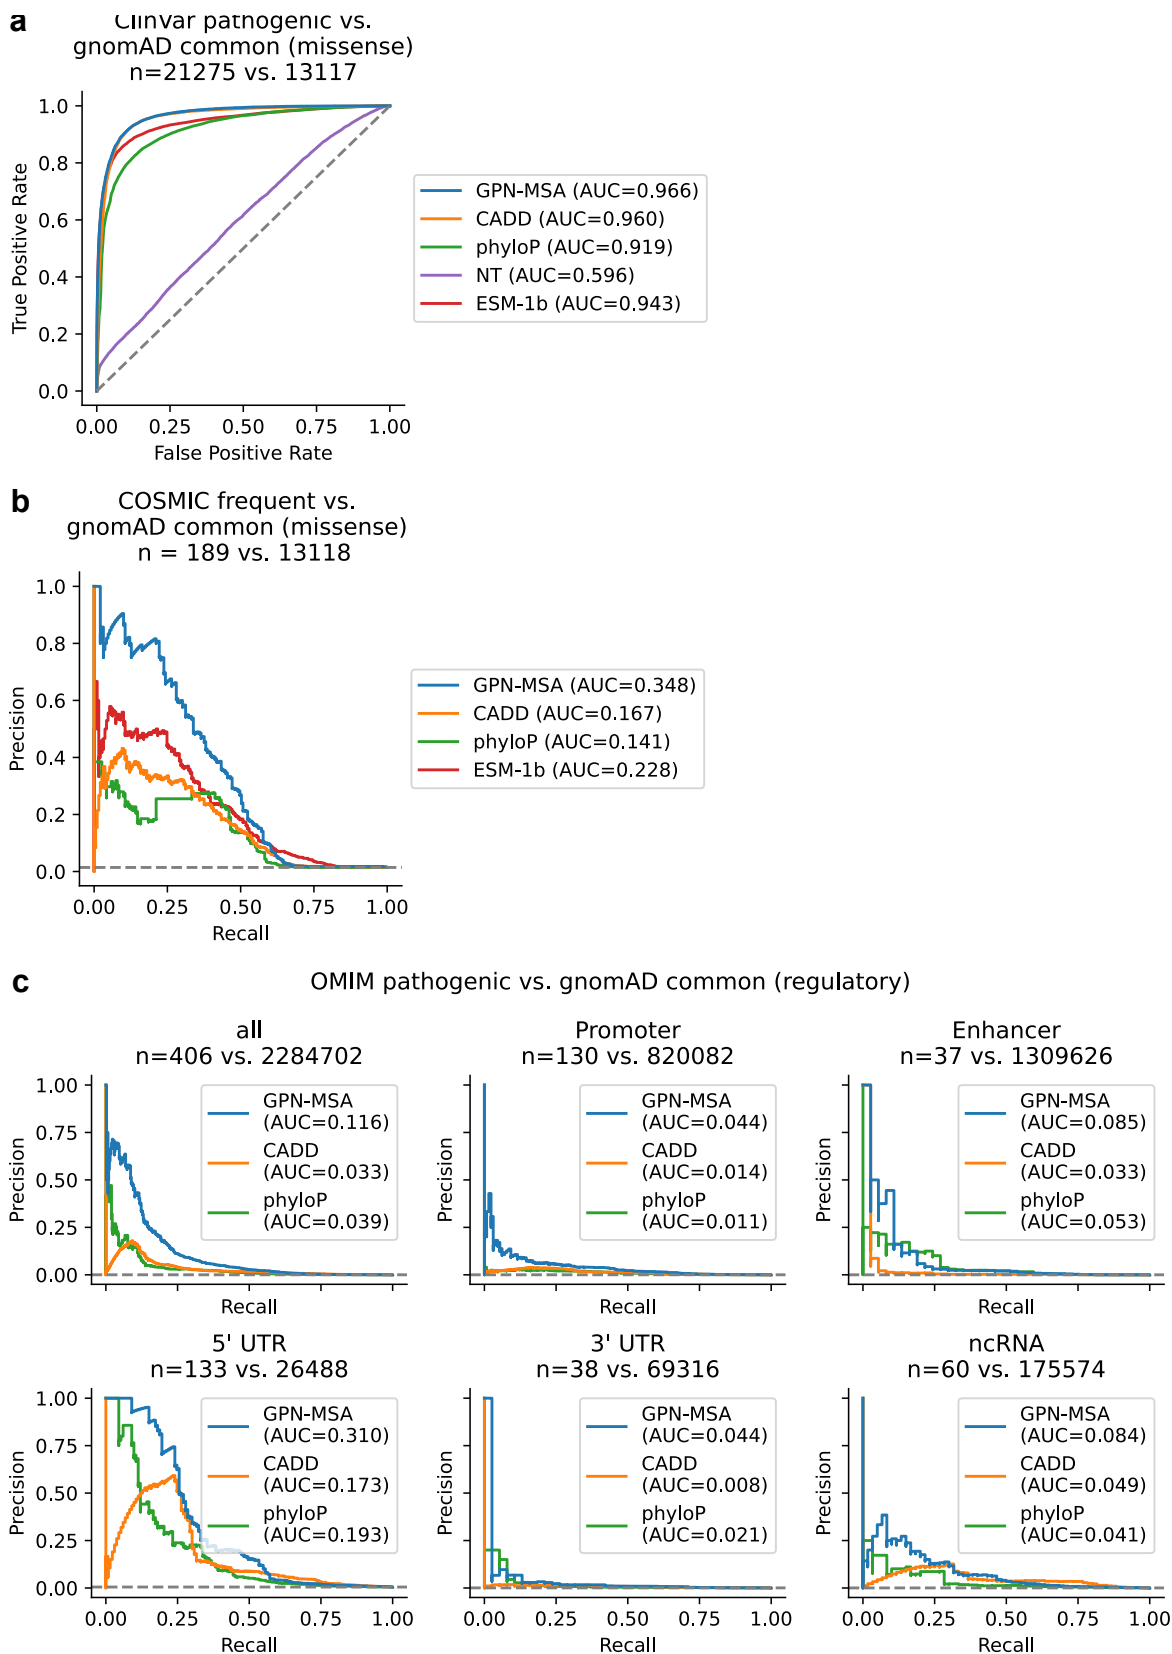 a
ClinVar pathogenic vs.
gnomAD common (missense)
n=21275 vs. 13117
1.0
0.8
0.6
0.4
0.2
0.0
True Positive Rate
0.00 0.25 0.50 0.75 1.00
False Positive Rate
GPN-MSA (AUC=0.966)
CADD (AUC=0.960)
phyloP (AUC=0.919)
NT (AUC=0.596)
ESM-1b (AUC=0.943)
b
COSMIC frequent vs.
gnomAD common (missense)
n = 189 vs. 13118
1.0
0.8
0.6
0.4
0.2
0.0
Precision
0.00 0.25 0.50 0.75 1.00
Recall
GPN-MSA (AUC=0.348)
CADD (AUC=0.167)
phyloP (AUC=0.141)
ESM-1b (AUC=0.228)
c
OMIM pathogenic vs. gnomAD common (regulatory)
all
n=406 vs. 2284702
1.00
0.75
0.50
0.25
0.00
Precision
Recall
GPN-MSA
(AUC=0.116)
CADD
(AUC=0.033)
phyloP
(AUC=0.039)
Promoter
n=130 vs. 820082
Precision
Recall
GPN-MSA
(AUC=0.044)
CADD
(AUC=0.014)
phyloP
(AUC=0.011)
Enhancer
n=37 vs. 1309626
Precision
Recall
GPN-MSA
(AUC=0.085)
CADD
(AUC=0.033)
phyloP
(AUC=0.053)
5' UTR
n=133 vs. 26488
1.00
0.75
0.50
0.25
0.00
Precision
0.00 0.25 0.50 0.75 1.00
Recall
GPN-MSA
(AUC=0.310)
CADD
(AUC=0.173)
phyloP
(AUC=0.193)
3' UTR
n=38 vs. 69316
Precision
0.00 0.25 0.50 0.75 1.00
Recall
GPN-MSA
(AUC=0.044)
CADD
(AUC=0.008)
phyloP
(AUC=0.021)
ncRNA
n=60 vs. 175574
Precision
0.00 0.25 0.50 0.75 1.00
Recall
GPN-MSA
(AUC=0.084)
CADD
(AUC=0.049)
phyloP
(AUC=0.041)